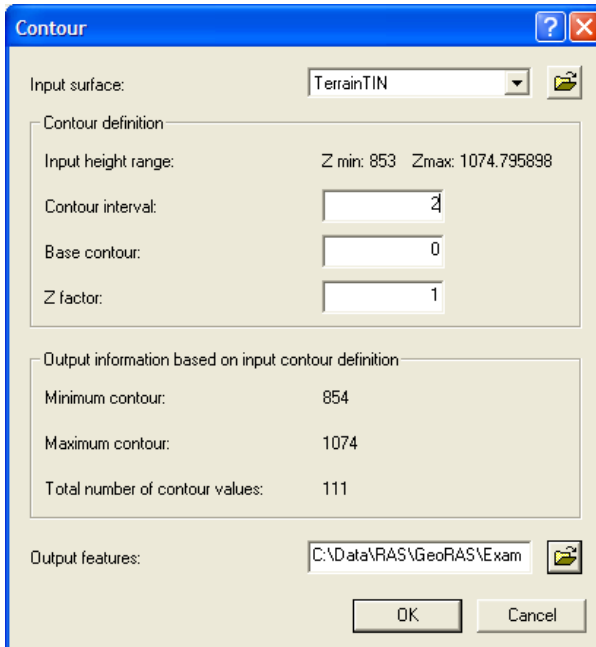 Contour
Input surface: TerrainTIN
Contour definition
Input height range: Z min: 853 Zmax: 1074.795898
Contour interval: 2
Base contour: 0
Z factor: 1
Output information based on input contour definition
Minimum contour: 854
Maximum contour: 1074
Total number of contour values: 111
Output features: C:\Data\RAS\GeoRAS\Exam
OK Cancel